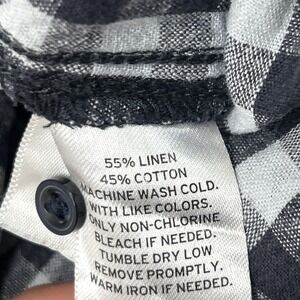 55% LINEN
45% COTTON
MACHINE WASH COLD.
WITH LIKE COLORS.
ONLY NON-CHLORINE
BLEACH IF NEEDED.
TUMBLE DRY LOW
REMOVE PROMPTLY.
WARM IRON IF NEEDED.